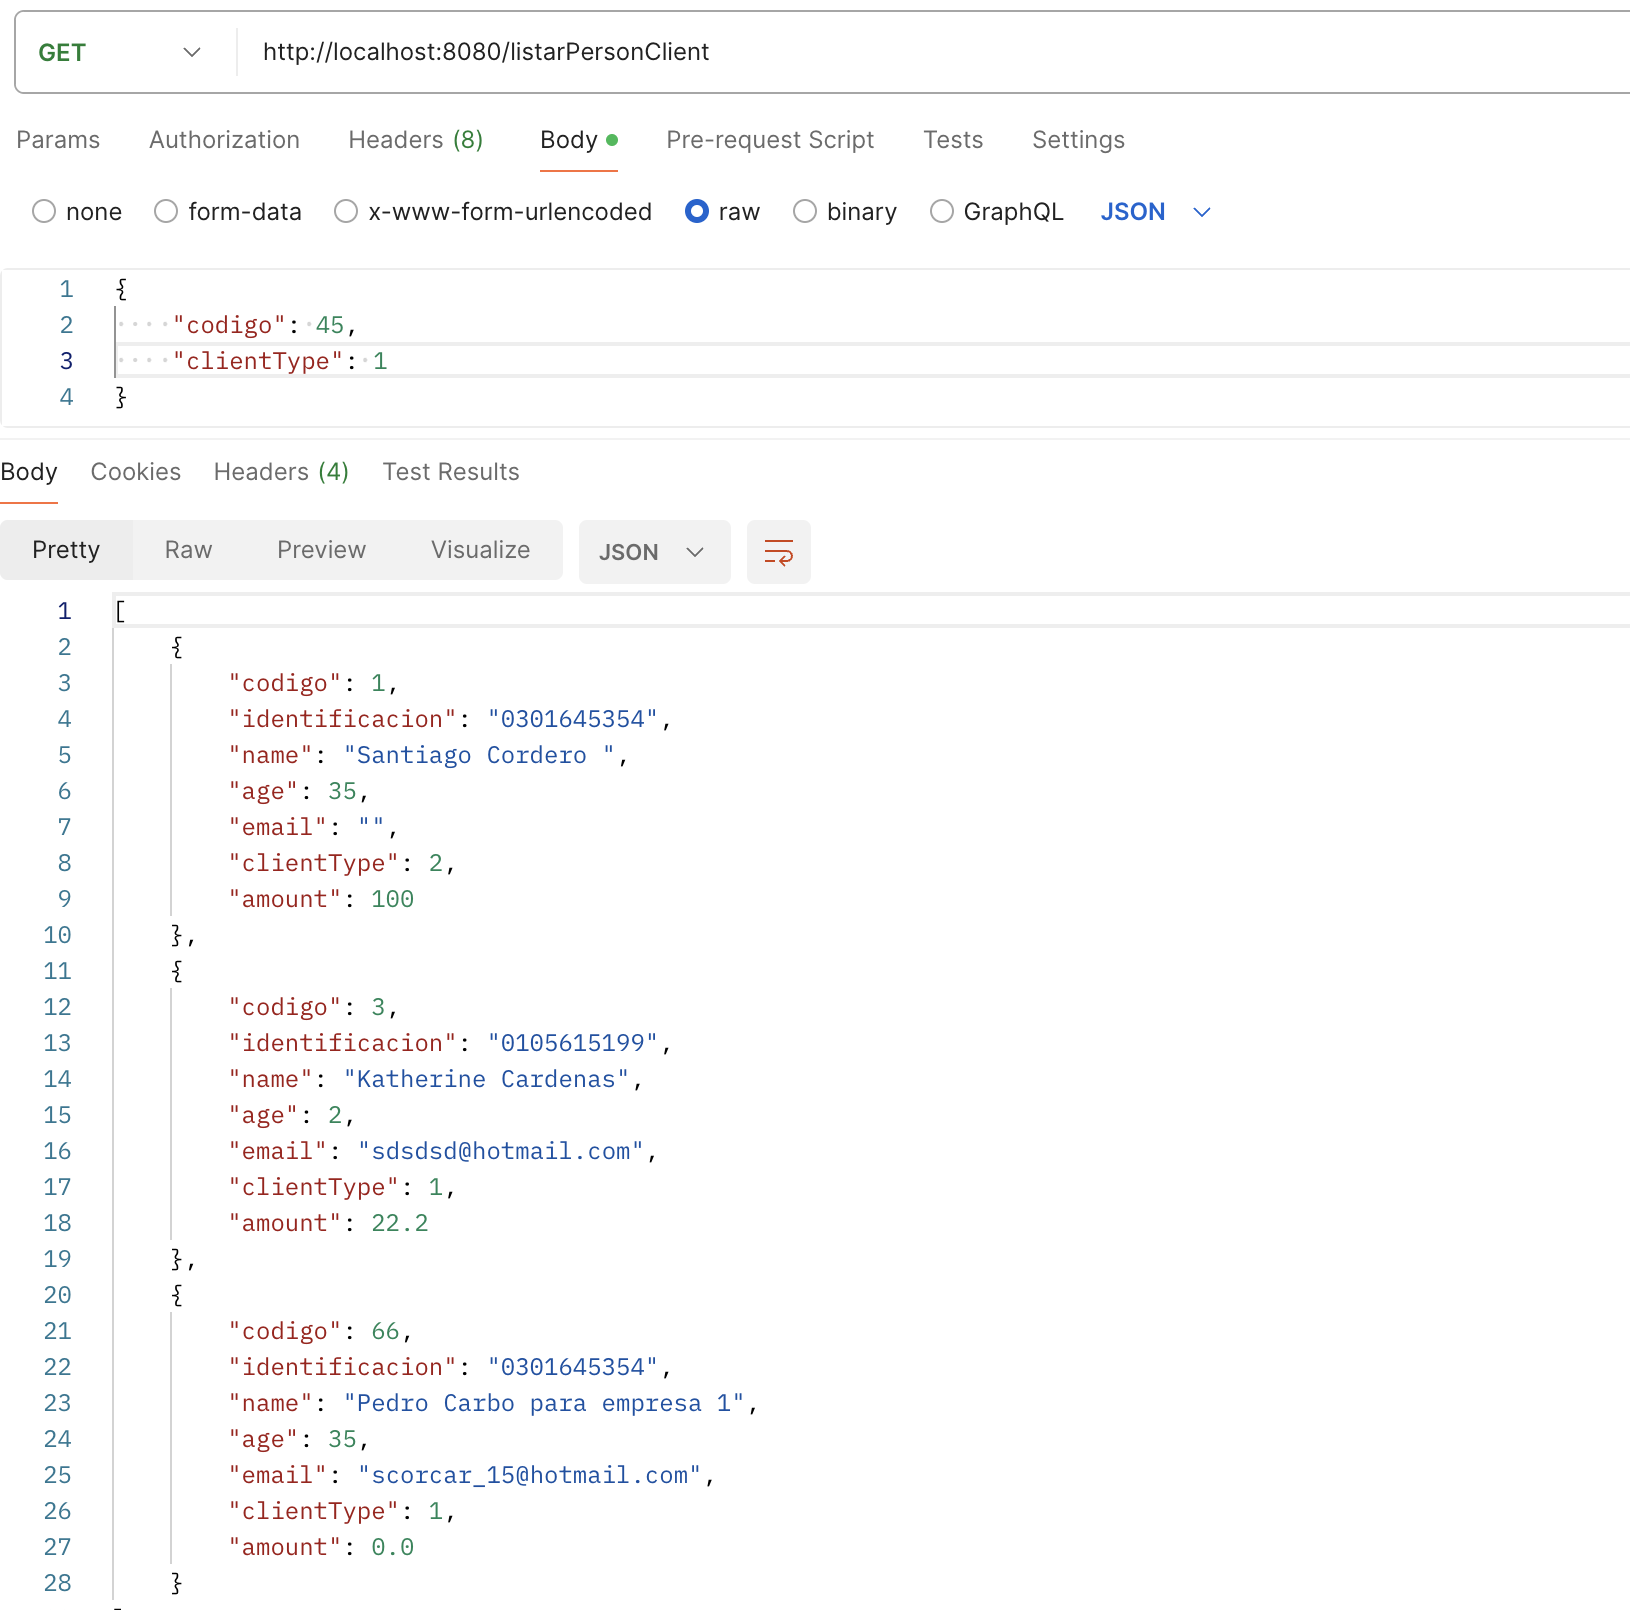 GET http://localhost:8080/listarPersonClient
Params Authorization Headers (8) Body Pre-request Script Tests Settings
none form-data x-www-form-urlencoded raw binary GraphQL JSON
1 {
2 "codigo": 45,
3 "clientType": 1
4 }
Body Cookies Headers (4) Test Results
Pretty Raw Preview Visualize JSON
1 [
2 {
3 "codigo": 1,
4 "identificacion": "0301645354",
5 "name": "Santiago Cordero ",
6 "age": 35,
7 "email": "",
8 "clientType": 2,
9 "amount": 100
10 },
11 {
12 "codigo": 3,
13 "identificacion": "0105615199",
14 "name": "Katherine Cardenas",
15 "age": 2,
16 "email": "sdsdsd@hotmail.com",
17 "clientType": 1,
18 "amount": 22.2
19 },
20 {
21 "codigo": 66,
22 "identificacion": "0301645354",
23 "name": "Pedro Carbo para empresa 1",
24 "age": 35,
25 "email": "scorcar_15@hotmail.com",
26 "clientType": 1,
27 "amount": 0.0
28 }